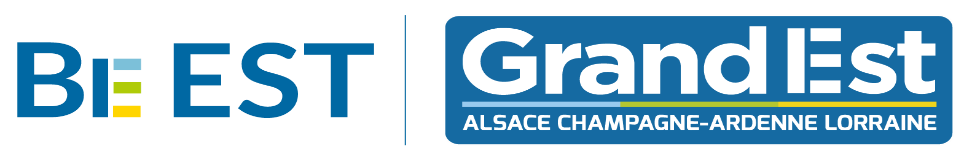 BE EST
Grand Est
ALSACE CHAMPAGNE-ARDENNE LORRAINE